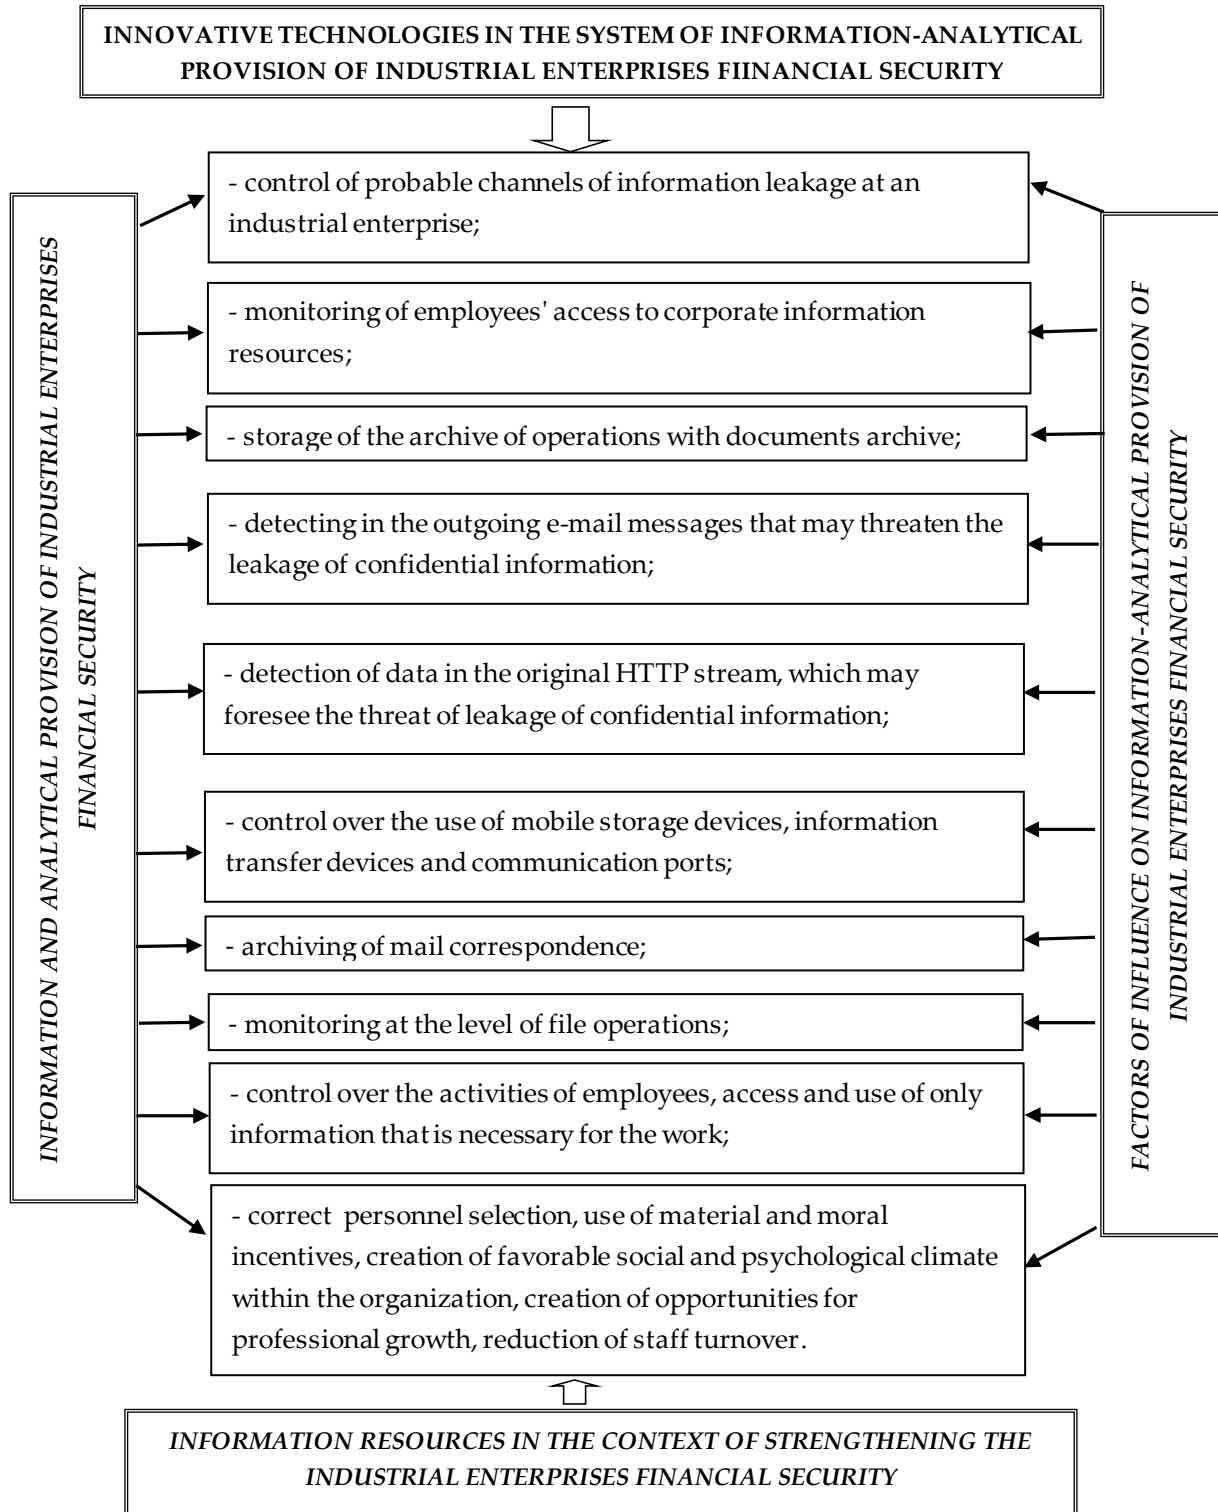 INNOVATIVE TECHNOLOGIES IN THE SYSTEM OF INFORMATION-ANALYTICAL
PROVISION OF INDUSTRIAL ENTERPRISES FIINANCIAL SECURITY
INFORMATION AND ANALYTICAL PROVISION OF INDUSTRIAL ENTERPRISES
FINANCIAL SECURITY
- control of probable channels of information leakage at an
industrial enterprise;
- monitoring of employees' access to corporate information
resources;
- storage of the archive of operations with documents archive;
- detecting in the outgoing e-mail messages that may threaten the
leakage of confidential information;
- detection of data in the original HTTP stream, which may
foresee the threat of leakage of confidential information;
- control over the use of mobile storage devices, information
transfer devices and communication ports;
- archiving of mail correspondence;
- monitoring at the level of file operations;
- control over the activities of employees, access and use of only
information that is necessary for the work;
- correct personnel selection, use of material and moral
incentives, creation of favorable social and psychological climate
within the organization, creation of opportunities for
professional growth, reduction of staff turnover.
FACTORS OF INFLUENCE ON INFORMATION-ANALYTICAL PROVISION OF
INDUSTRIAL ENTERPRISES FINANCIAL SECURITY
INFORMATION RESOURCES IN THE CONTEXT OF STRENGTHENING THE
INDUSTRIAL ENTERPRISES FINANCIAL SECURITY